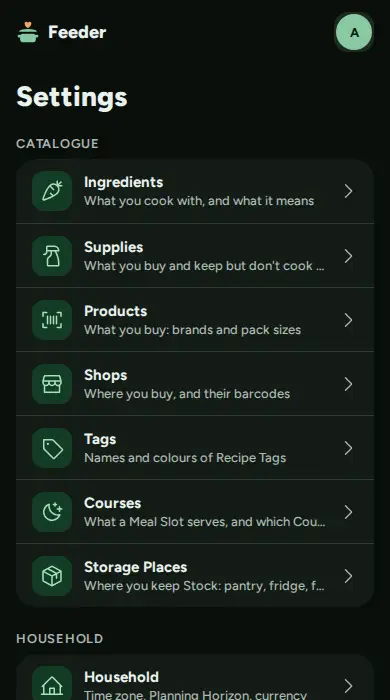 Feeder
A
Settings
CATALOGUE
Ingredients
What you cook with, and what it means
Supplies
What you buy and keep but don't cook ...
Products
What you buy: brands and pack sizes
Shops
Where you buy, and their barcodes
Tags
Names and colours of Recipe Tags
Courses
What a Meal Slot serves, and which Cou...
Storage Places
Where you keep Stock: pantry, fridge, f...
HOUSEHOLD
Household
Time zone, Planning Horizon, currency